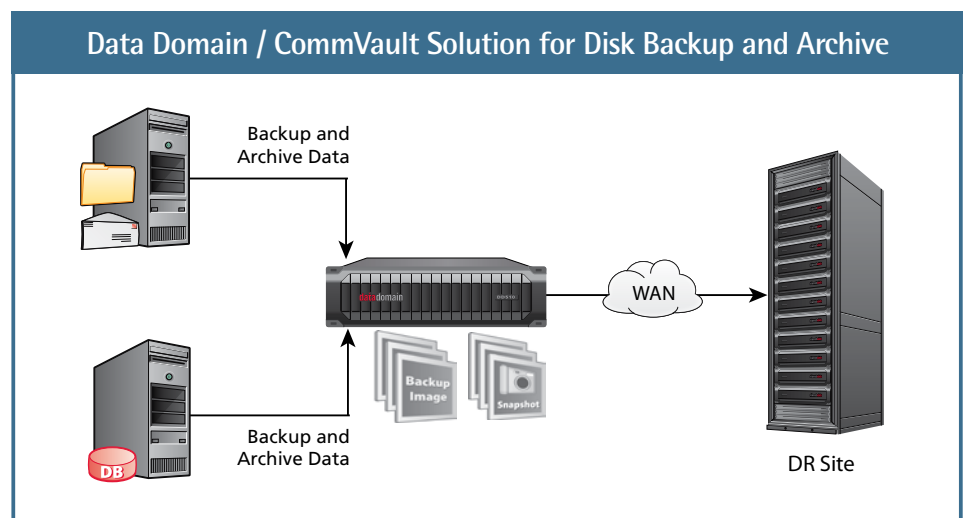 Data Domain / CommVault Solution for Disk Backup and Archive
Backup and
Archive Data
datadomain
WAN
Backup
Image
Snapshot
Backup and
Archive Data
DB
DR Site